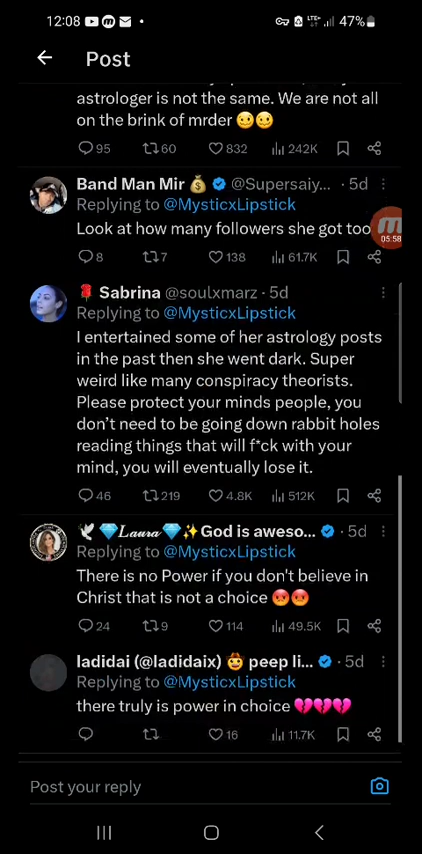 12:08 LTE+ 47%
Post
astrologer is not the same. We are not all
on the brink of mrder 🥴🥴
95 60 832 242K
Band Man Mir 💰 @Supersaiy... · 5d
Replying to @MysticxLipstick
Look at how many followers she got too
05:58
8 7 138 61.7K
🌹 Sabrina @soulxmarz · 5d
Replying to @MysticxLipstick
I entertained some of her astrology posts
in the past then she went dark. Super
weird like many conspiracy theorists.
Please protect your minds people, you
don't need to be going down rabbit holes
reading things that will f*ck with your
mind, you will eventually lose it.
46 219 4.8K 512K
🕊 💎𝓛𝓪𝓾𝓻𝓪💎✨God is aweso... · 5d
Replying to @MysticxLipstick
There is no Power if you don't believe in
Christ that is not a choice 😡😡
24 9 114 49.5K
ladidai (@ladidaix) 🤠 peep li... · 5d
Replying to @MysticxLipstick
there truly is power in choice 💔💔💔
16 11.7K
Post your reply